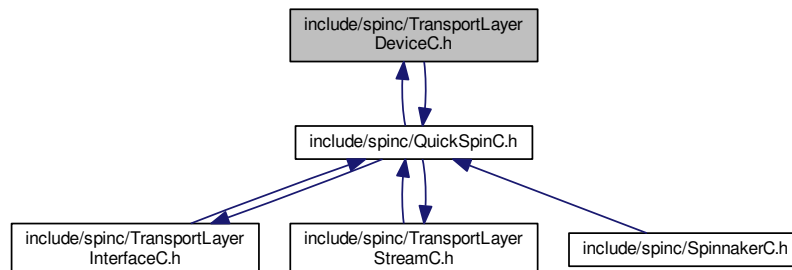 include/spinc/TransportLayer
DeviceC.h
include/spinc/QuickSpinC.h
include/spinc/TransportLayer
InterfaceC.h
include/spinc/TransportLayer
StreamC.h
include/spinc/SpinnakerC.h